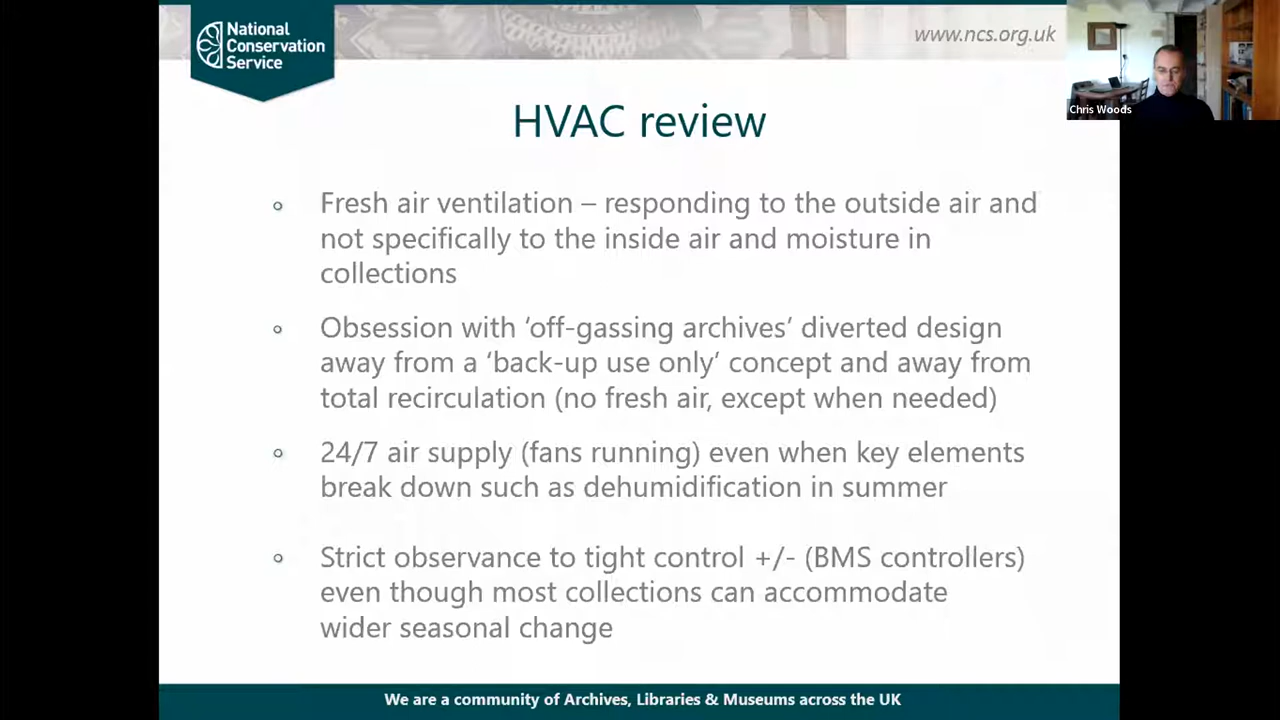 National
Conservation
Service
www.ncs.org.uk
Chris Woods
HVAC review
Fresh air ventilation – responding to the outside air and
not specifically to the inside air and moisture in
collections
Obsession with ‘off-gassing archives’ diverted design
away from a ‘back-up use only’ concept and away from
total recirculation (no fresh air, except when needed)
24/7 air supply (fans running) even when key elements
break down such as dehumidification in summer
Strict observance to tight control +/- (BMS controllers)
even though most collections can accommodate
wider seasonal change
We are a community of Archives, Libraries & Museums across the UK